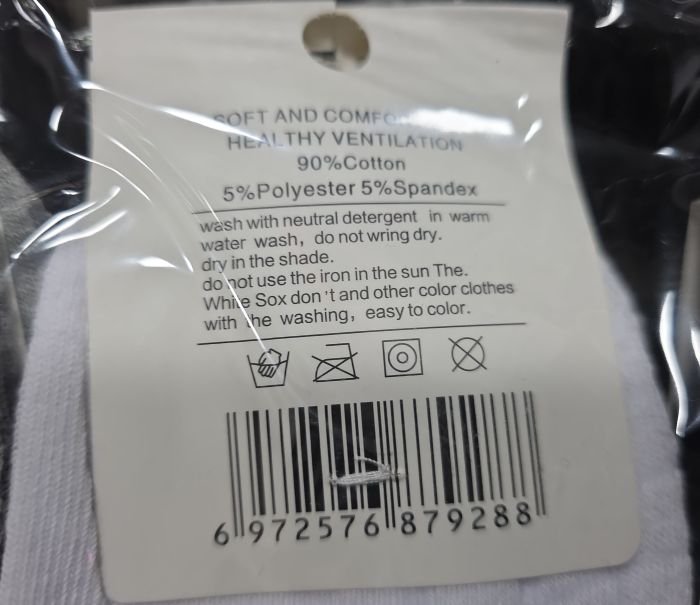 SOFT AND COMFO
HEALTHY VENTILATION
90%Cotton
5%Polyester 5%Spandex
wash with neutral detergent in warm
water wash, do not wring dry.
dry in the shade.
do not use the iron in the sun The.
White Sox don't and other color clothes
with the washing, easy to color.
6 972576 879288